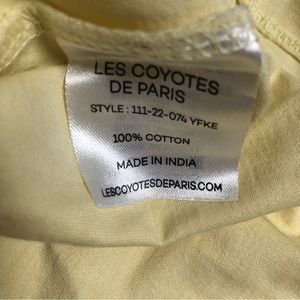 LES COYOTES
DE PARIS
STYLE : 111-22-074 YFKE
100% COTTON
MADE IN INDIA
LESCOYOTESDEPARIS.COM